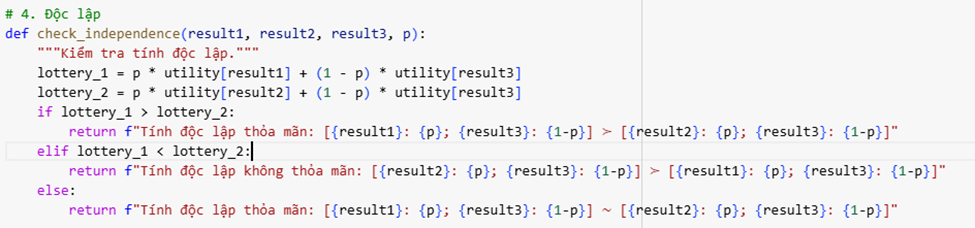 # 4. Độc lập
def check_independence(result1, result2, result3, p):
    """Kiểm tra tính độc lập."""
    lottery_1 = p * utility[result1] + (1 - p) * utility[result3]
    lottery_2 = p * utility[result2] + (1 - p) * utility[result3]
    if lottery_1 > lottery_2:
        return f"Tính độc lập thỏa mãn: [{result1}: {p}; {result3}: {1-p}] ≻ [{result2}: {p}; {result3}: {1-p}]"
    elif lottery_1 < lottery_2:
        return f"Tính độc lập không thỏa mãn: [{result2}: {p}; {result3}: {1-p}] ≻ [{result1}: {p}; {result3}: {1-p}]"
    else:
        return f"Tính độc lập thỏa mãn: [{result1}: {p}; {result3}: {1-p}] ~ [{result2}: {p}; {result3}: {1-p}]"